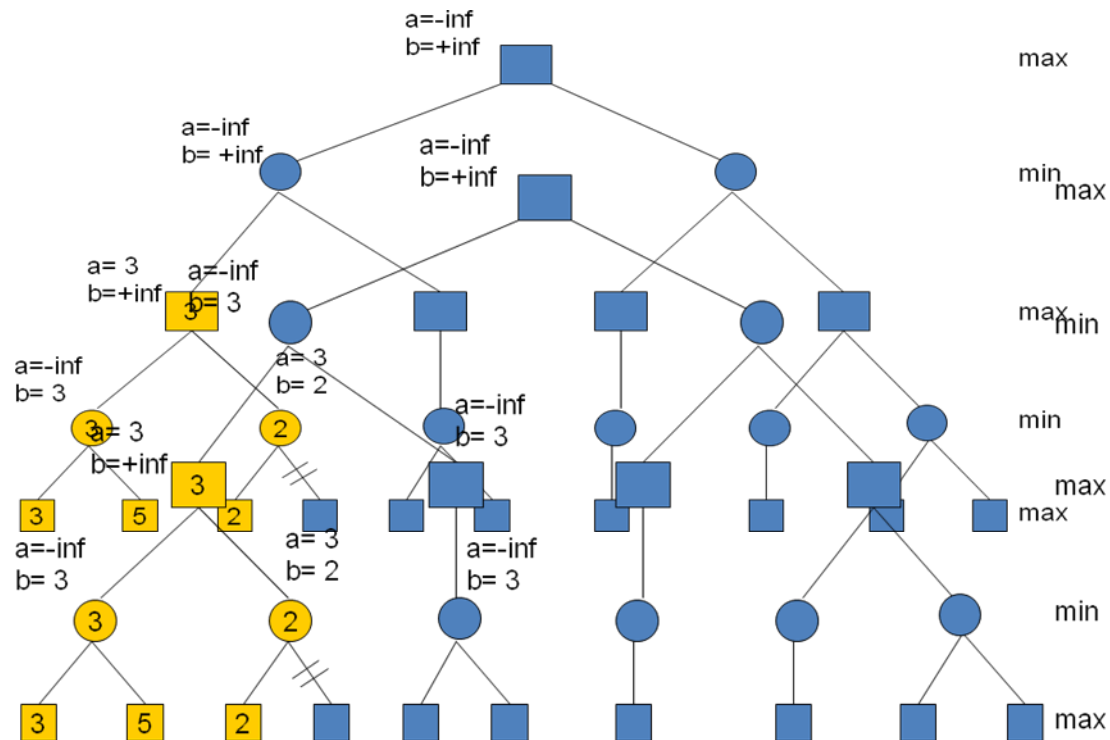 a=-inf
b=+inf
max
a=-inf
b= +inf
a=-inf
b=+inf
min
max
a= 3
b=+inf
a=-inf
b= 3
3
max
min
a=-inf
b= 3
a= 3
b= 2
3
2
a=-inf
b= 3
min
a= 3
b=+inf
3
max
3
5
2
max
a=-inf
b= 3
a= 3
b= 2
a=-inf
b= 3
3
2
min
3
5
2
max